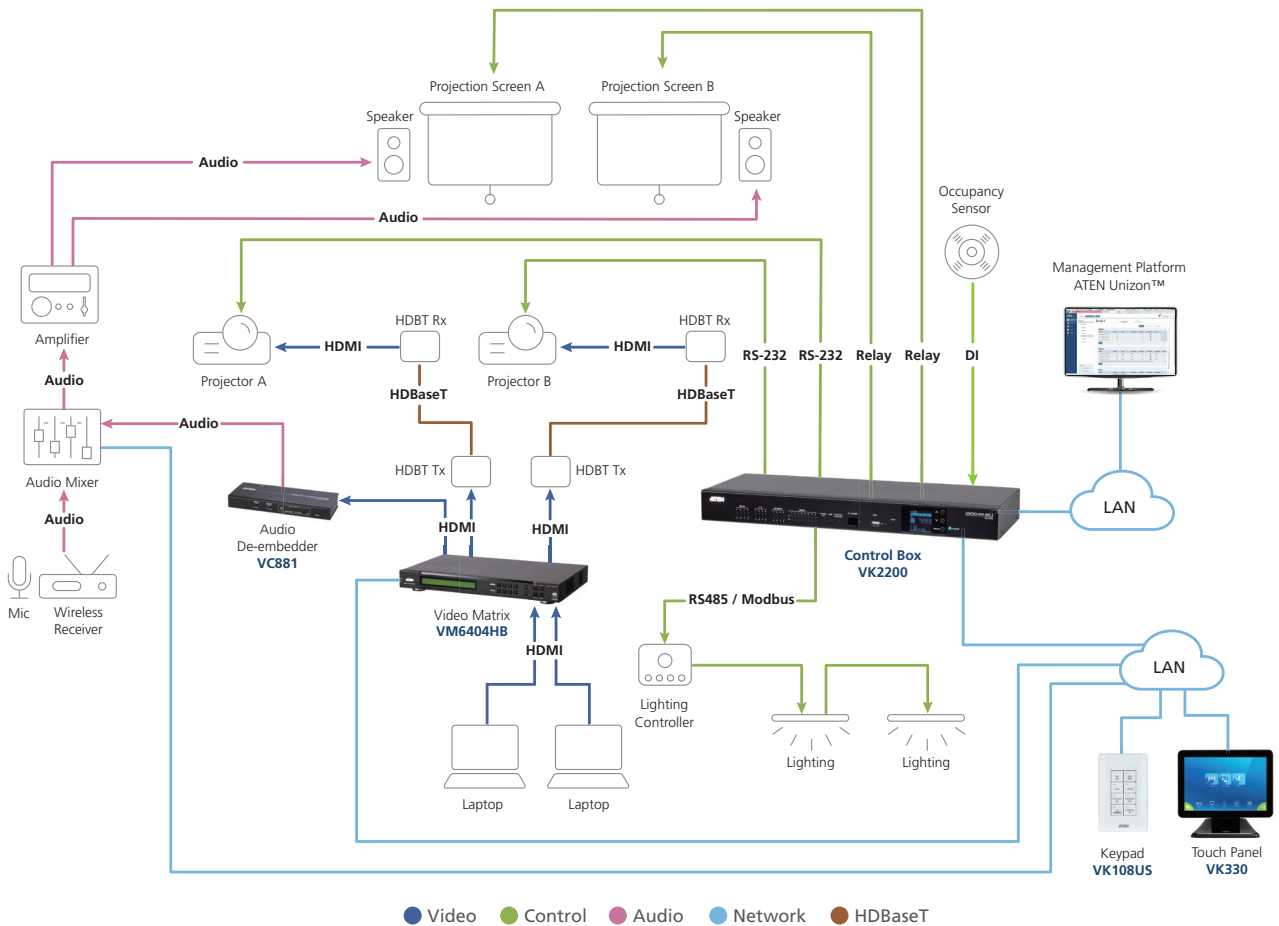 Projection Screen A
Projection Screen B
Speaker
Speaker
Audio
Audio
Occupancy
Sensor
Management Platform
ATEN Unizon™
HDBT Rx
HDBT Rx
Amplifier
HDMI
HDMI
RS-232
RS-232
Relay
Relay
DI
Projector A
Projector B
Audio
HDBaseT
HDBaseT
Audio
HDBT Tx
HDBT Tx
Audio Mixer
ATEN
LAN
Audio
HDMI
HDMI
Audio
De-embedder
VC881
Control Box
VK2200
Mic
Wireless
Receiver
Video Matrix
VM6404HB
RS485 / Modbus
HDMI
LAN
Lighting
Controller
Lighting
Lighting
Laptop
Laptop
ATEN
Keypad
VK108US
Touch Panel
VK330
Video
Control
Audio
Network
HDBaseT